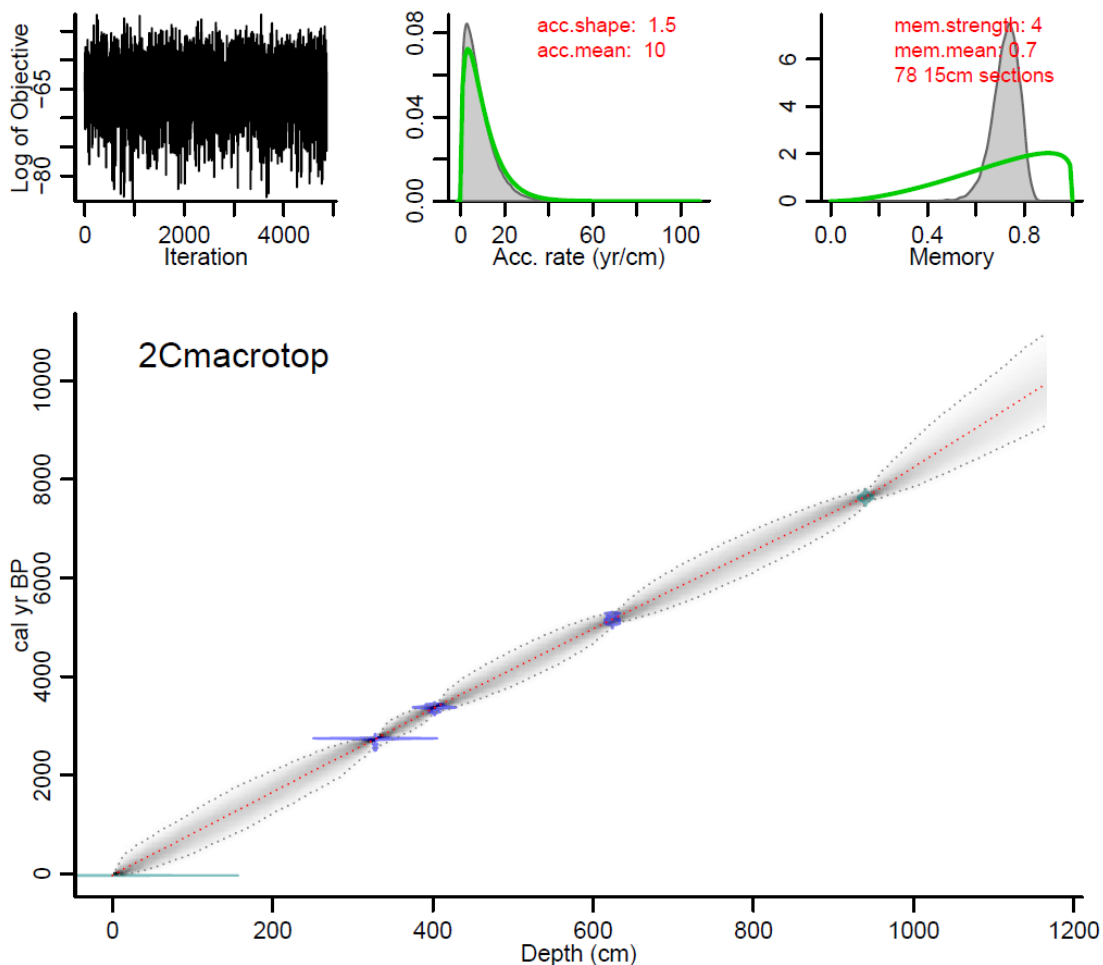 Log of Objective
−80
−65
0
2000
4000
Iteration
0.00
0.04
0.08
acc.shape: 1.5
acc.mean: 10
0
20
60
100
Acc. rate (yr/cm)
0
2
4
6
mem.strength: 4
mem.mean: 0.7
78 15cm sections
0.0
0.4
0.8
Memory
2Cmacrotop
cal yr BP
0
2000
4000
6000
8000
10000
0
200
400
600
800
1000
1200
Depth (cm)